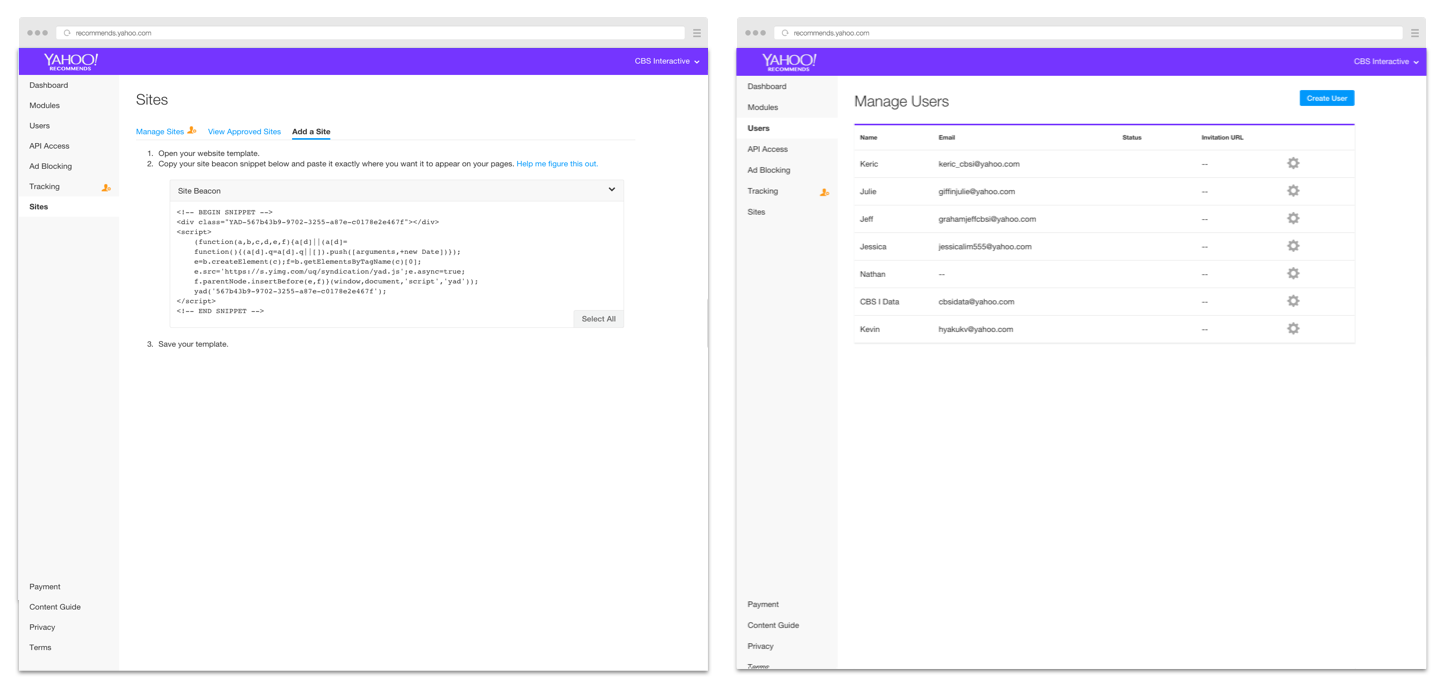 recommends.yahoo.com
YAHOO!
RECOMMENDS
CBS Interactive
Dashboard
Modules
Users
API Access
Ad Blocking
Tracking
Sites
Sites
Manage Sites View Approved Sites Add a Site
1. Open your website template.
2. Copy your site beacon snippet below and paste it exactly where you want it to appear on your pages. Help me figure this out.
Site Beacon
<!-- BEGIN SNIPPET -->
<div class="YAD-567b43b9-9702-3255-a87e-c0178e2e467f"></div>
<script>
(function(a,b,c,d,e,f){a[d]||(a[d]=
function(){(a[d].q=a[d].q||[]).push([arguments,+new Date])});
e=b.createElement(c);f=b.getElementsByTagName(c)[0];
e.src='https://s.yimg.com/uq/syndication/yad.js';e.async=true;
f.parentNode.insertBefore(e,f)}(window,document,'script','yad'));
yad('567b43b9-9702-3255-a87e-c0178e2e467f');
</script>
<!-- END SNIPPET -->
Select All
3. Save your template.
Payment
Content Guide
Privacy
Terms
recommends.yahoo.com
YAHOO!
RECOMMENDS
CBS Interactive
Dashboard
Modules
Users
API Access
Ad Blocking
Tracking
Sites
Manage Users
Create User
Name Email Status Invitation URL
Keric keric_cbsi@yahoo.com --
Julie giffinjulie@yahoo.com --
Jeff grahamjeffcbsi@yahoo.com --
Jessica jessicalim555@yahoo.com --
Nathan -- --
CBS I Data cbsidata@yahoo.com --
Kevin hyakukv@yahoo.com --
Payment
Content Guide
Privacy
Terms